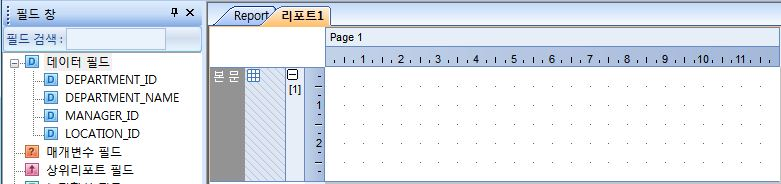 필드 창
필드 검색 :
데이터 필드
DEPARTMENT_ID
DEPARTMENT_NAME
MANAGER_ID
LOCATION_ID
매개변수 필드
상위리포트 필드
Report
리포트1
Page 1
1 2 3 4 5 6 7 8 9 10 11
본 문
[1]
1
2